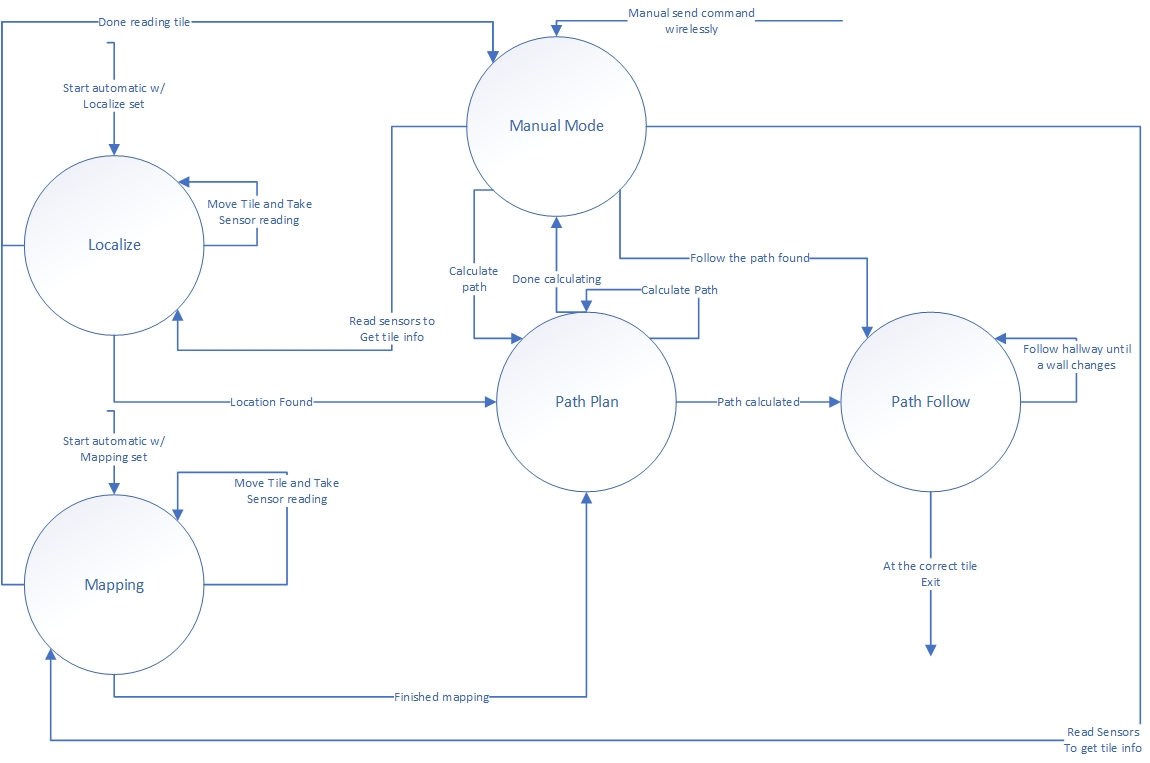 Manual send command
wirelessly
Done reading tile
Start automatic w/
Localize set
Manual Mode
Move Tile and Take
Sensor reading
Localize
Follow the path found
Calculate
path
Done calculating
Calculate Path
Read sensors to
Get tile info
Follow hallway until
a wall changes
Location Found
Path Plan
Path calculated
Path Follow
Start automatic w/
Mapping set
Move Tile and Take
Sensor reading
At the correct tile
Exit
Mapping
Finished mapping
Read Sensors
To get tile info